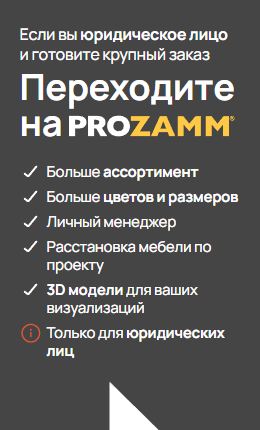 Если вы юридическое лицо
и готовите крупный заказ
Переходите
на PROZAMM®
Больше ассортимент
Больше цветов и размеров
Личный менеджер
Расстановка мебели по
проекту
3D модели для ваших
визуализаций
Только для юридических
лиц